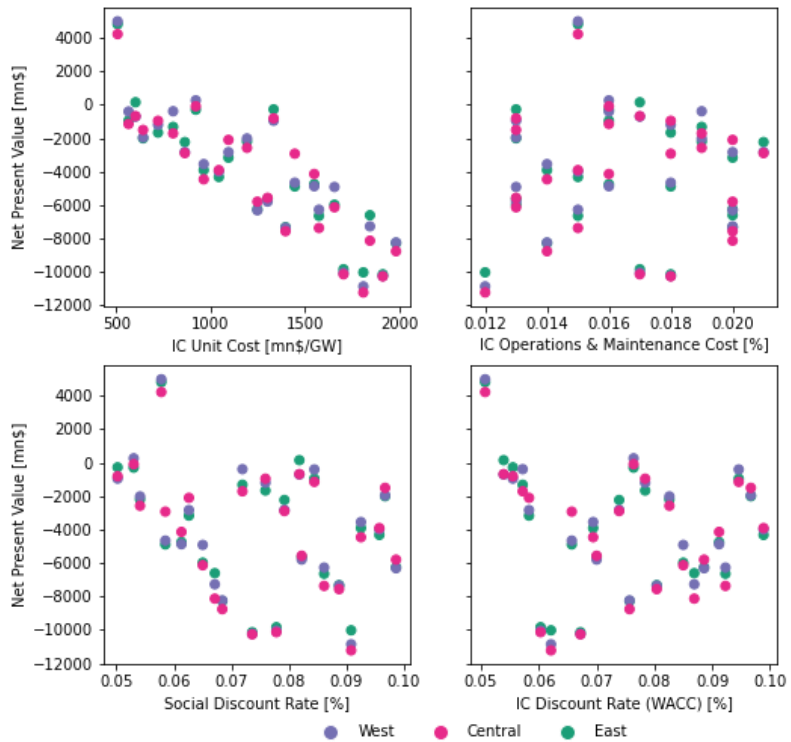 Net Present Value [mn$]
4000
2000
0
−2000
−4000
−6000
−8000
−10000
−12000
500 1000 1500 2000
IC Unit Cost [mn$/GW]
0.012 0.014 0.016 0.018 0.020
IC Operations & Maintenance Cost [%]
Net Present Value [mn$]
4000
2000
0
−2000
−4000
−6000
−8000
−10000
−12000
0.05 0.06 0.07 0.08 0.09 0.10
Social Discount Rate [%]
0.05 0.06 0.07 0.08 0.09 0.10
IC Discount Rate (WACC) [%]
West Central East